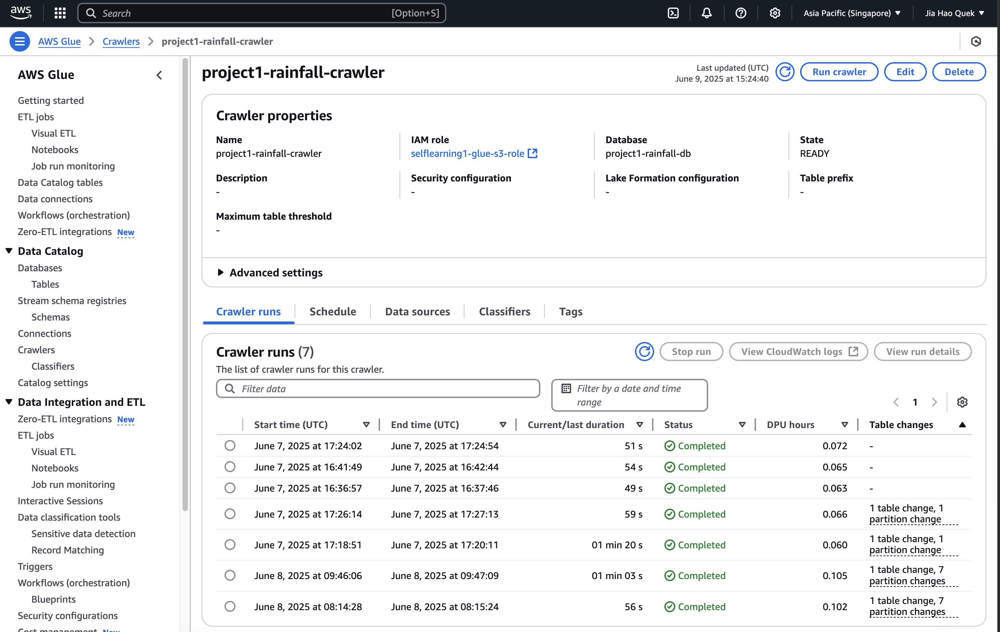 aws
Search
[Option+S]
Asia Pacific (Singapore)
Jia Hao Quek
AWS Glue
Crawlers
project1-rainfall-crawler
AWS Glue
Getting started
ETL jobs
Visual ETL
Notebooks
Job run monitoring
Data Catalog tables
Data connections
Workflows (orchestration)
Zero-ETL integrations New
Data Catalog
Databases
Tables
Stream schema registries
Schemas
Connections
Crawlers
Classifiers
Catalog settings
Data Integration and ETL
Zero-ETL integrations New
ETL jobs
Visual ETL
Notebooks
Job run monitoring
Interactive Sessions
Data classification tools
Sensitive data detection
Record Matching
Triggers
Workflows (orchestration)
Blueprints
Security configurations
Cost management New
project1-rainfall-crawler
Last updated (UTC)
June 9, 2025 at 15:24:40
Run crawler
Edit
Delete
Crawler properties
Name
project1-rainfall-crawler
IAM role
selflearning1-glue-s3-role
Database
project1-rainfall-db
State
READY
Description
-
Security configuration
-
Lake Formation configuration
-
Table prefix
-
Maximum table threshold
-
Advanced settings
Crawler runs
Schedule
Data sources
Classifiers
Tags
Crawler runs (7)
The list of crawler runs for this crawler.
Stop run
View CloudWatch logs
View run details
Filter data
Filter by a date and time
range
1
Start time (UTC) End time (UTC) Current/last duration Status DPU hours Table changes
June 7, 2025 at 17:24:02 June 7, 2025 at 17:24:54 51 s Completed 0.072 -
June 7, 2025 at 16:41:49 June 7, 2025 at 16:42:44 54 s Completed 0.065 -
June 7, 2025 at 16:36:57 June 7, 2025 at 16:37:46 49 s Completed 0.063 -
June 7, 2025 at 17:26:14 June 7, 2025 at 17:27:13 59 s Completed 0.066 1 table change, 1
partition change
June 7, 2025 at 17:18:51 June 7, 2025 at 17:20:11 01 min 20 s Completed 0.060 1 table change, 1
partition change
June 8, 2025 at 09:46:06 June 8, 2025 at 09:47:09 01 min 03 s Completed 0.105 1 table change, 7
partition changes
June 8, 2025 at 08:14:28 June 8, 2025 at 08:15:24 56 s Completed 0.102 1 table change, 7
partition changes